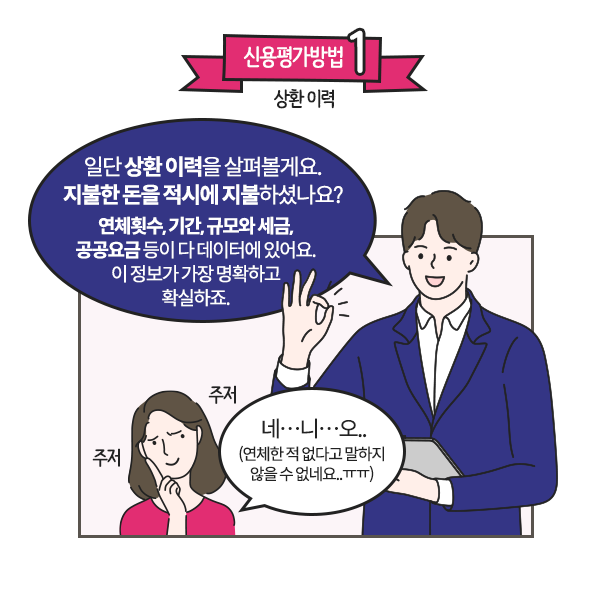 신용평가방법 1
상환 이력
일단 상환 이력을 살펴볼게요.
지불한 돈을 적시에 지불하셨나요?
연체횟수, 기간, 규모와 세금,
공공요금 등이 다 데이터에 있어요.
이 정보가 가장 명확하고
확실하죠.
주저
주저
네…니…오..
(연체한 적 없다고 말하지
않을 수 없네요..ㅠㅠ)